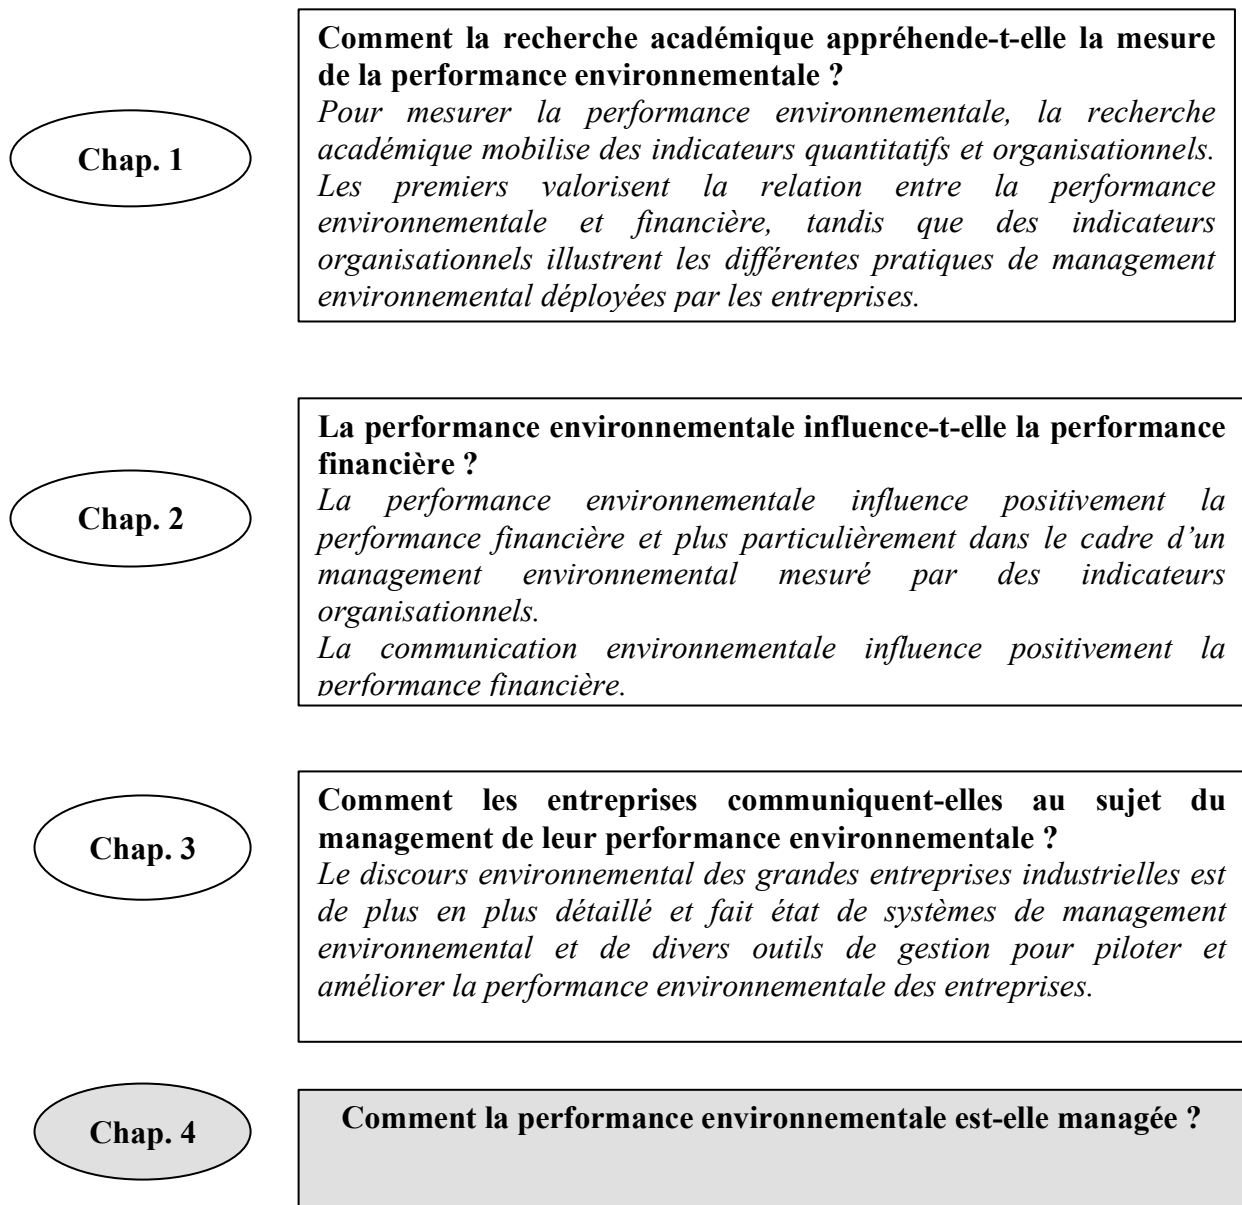 Chap. 1
Comment la recherche académique appréhende-t-elle la mesure
de la performance environnementale ?
Pour mesurer la performance environnementale, la recherche
académique mobilise des indicateurs quantitatifs et organisationnels.
Les premiers valorisent la relation entre la performance
environnementale et financière, tandis que des indicateurs
organisationnels illustrent les différentes pratiques de management
environnemental déployées par les entreprises.
Chap. 2
La performance environnementale influence-t-elle la performance
financière ?
La performance environnementale influence positivement la
performance financière et plus particulièrement dans le cadre d’un
management environnemental mesuré par des indicateurs
organisationnels.
La communication environnementale influence positivement la
performance financière.
Chap. 3
Comment les entreprises communiquent-elles au sujet du
management de leur performance environnementale ?
Le discours environnemental des grandes entreprises industrielles est
de plus en plus détaillé et fait état de systèmes de management
environnemental et de divers outils de gestion pour piloter et
améliorer la performance environnementale des entreprises.
Chap. 4
Comment la performance environnementale est-elle managée ?